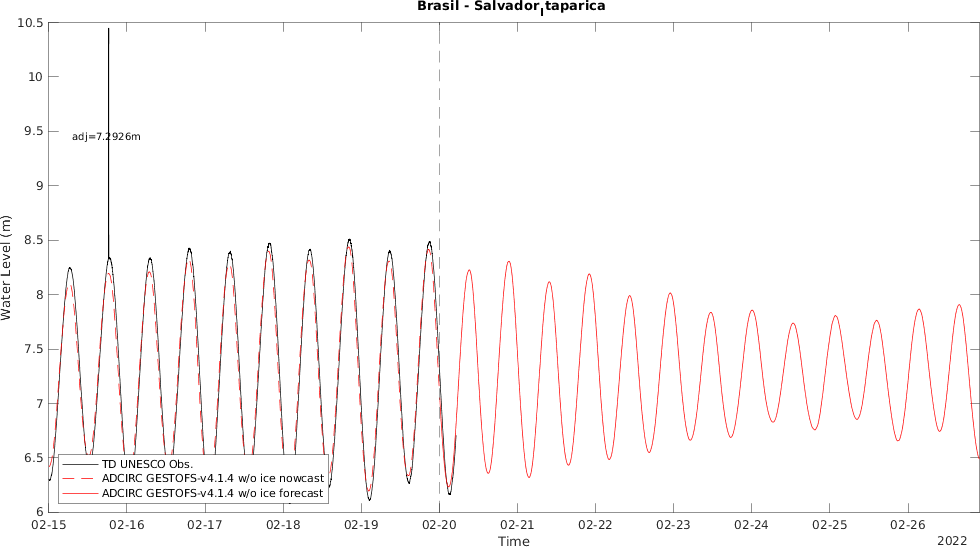 Brasil - Salvador,taparica
10.5
10
9.5
9
8.5
8
7.5
7
6.5
6
Water Level (m)
adj=7.2926m
TD UNESCO Obs.
ADCIRC GESTOFS-v4.1.4 w/o ice nowcast
ADCIRC GESTOFS-v4.1.4 w/o ice forecast
02-15 02-16 02-17 02-18 02-19 02-20 02-21 02-22 02-23 02-24 02-25 02-26
Time
2022